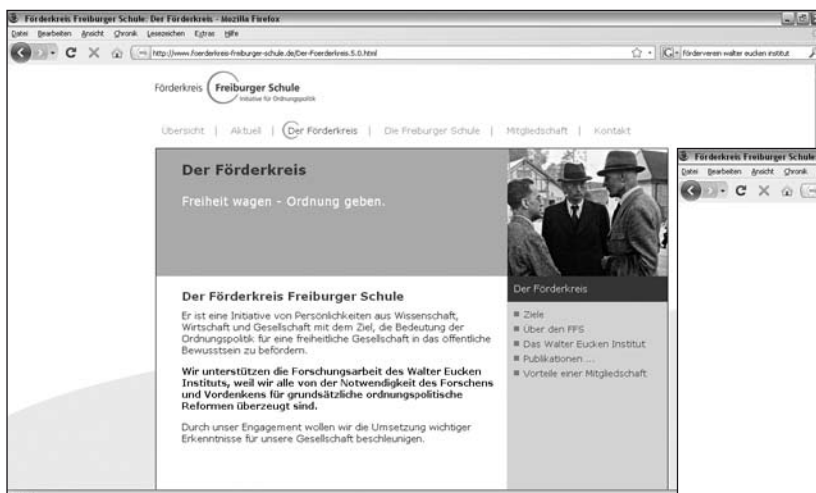 Förderkreis Freiburger Schule: Der Förderkreis - Mozilla Firefox
Datei Bearbeiten Ansicht Chronik Lesezeichen Extras Hilfe
http://www.foerderkreis-freiburger-schule.de/Der-Foerderkreis.5.0.html
förderverein walter eucken institut
Förderkreis Freiburger Schule
Initiative für Ordnungspolitik
Übersicht | Aktuell | Der Förderkreis | Die Freiburger Schule | Mitgliedschaft | Kontakt
Der Förderkreis
Freiheit wagen - Ordnung geben.
Der Förderkreis Freiburger Schule
Er ist eine Initiative von Persönlichkeiten aus Wissenschaft,
Wirtschaft und Gesellschaft mit dem Ziel, die Bedeutung der
Ordnungspolitik für eine freiheitliche Gesellschaft in das öffentliche
Bewusstsein zu befördern.
Wir unterstützen die Forschungsarbeit des Walter Eucken
Instituts, weil wir alle von der Notwendigkeit des Forschens
und Vordenkens für grundsätzliche ordnungspolitische
Reformen überzeugt sind.
Durch unser Engagement wollen wir die Umsetzung wichtiger
Erkenntnisse für unsere Gesellschaft beschleunigen.
Der Förderkreis
Ziele
Über den FFS
Das Walter Eucken Institut
Publikationen ...
Vorteile einer Mitgliedschaft
Förderkreis Freiburger Schule
Datei Bearbeiten Ansicht Chronik